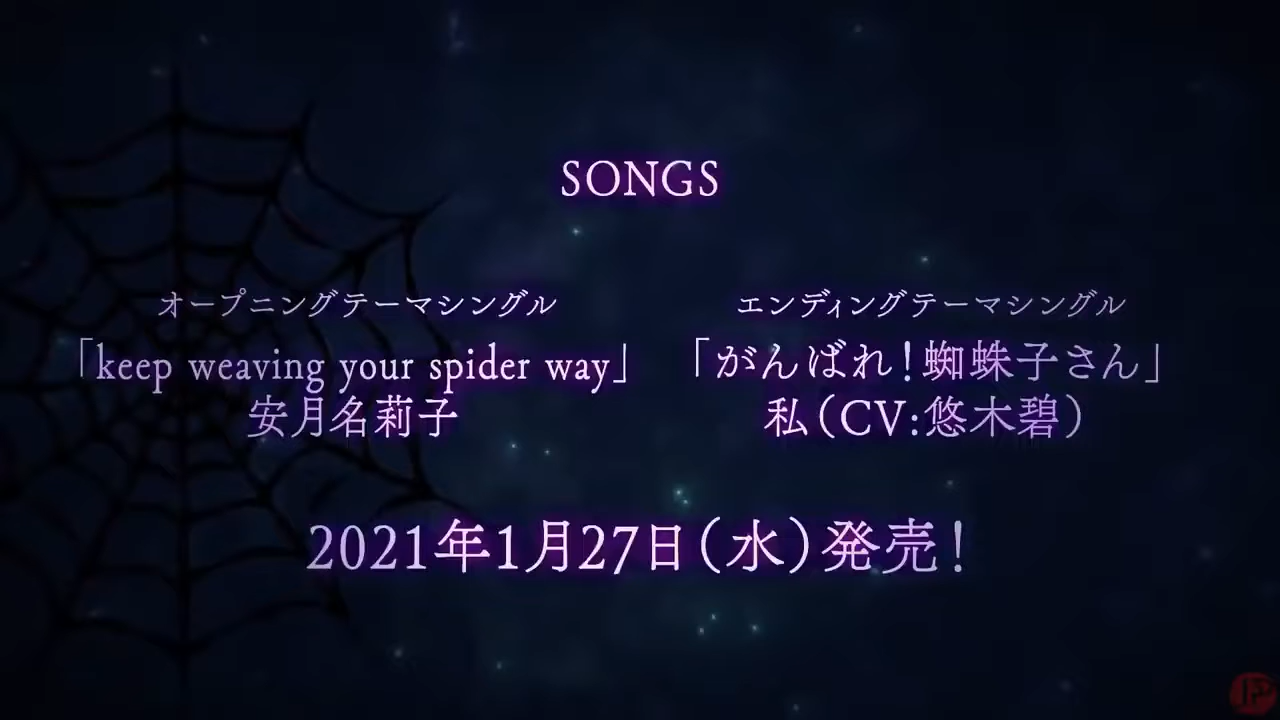 SONGS
オープニングテーマシングル
「keep weaving your spider way」
安月名莉子
エンディングテーマシングル
「がんばれ！蜘蛛子さん」
私（CV：悠木碧）
2021年1月27日（水）発売！